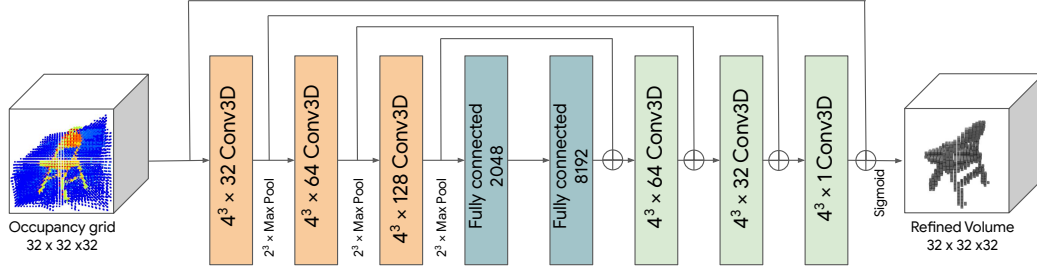 Occupancy grid
32 x 32 x32
4³ × 32 Conv3D
2³ × Max Pool
4³ × 64 Conv3D
2³ × Max Pool
4³ × 128 Conv3D
2³ × Max Pool
Fully connected
2048
Fully connected
8192
4³ × 64 Conv3D
4³ × 32 Conv3D
4³ × 1 Conv3D
Sigmoid
Refined Volume
32 x 32 x32